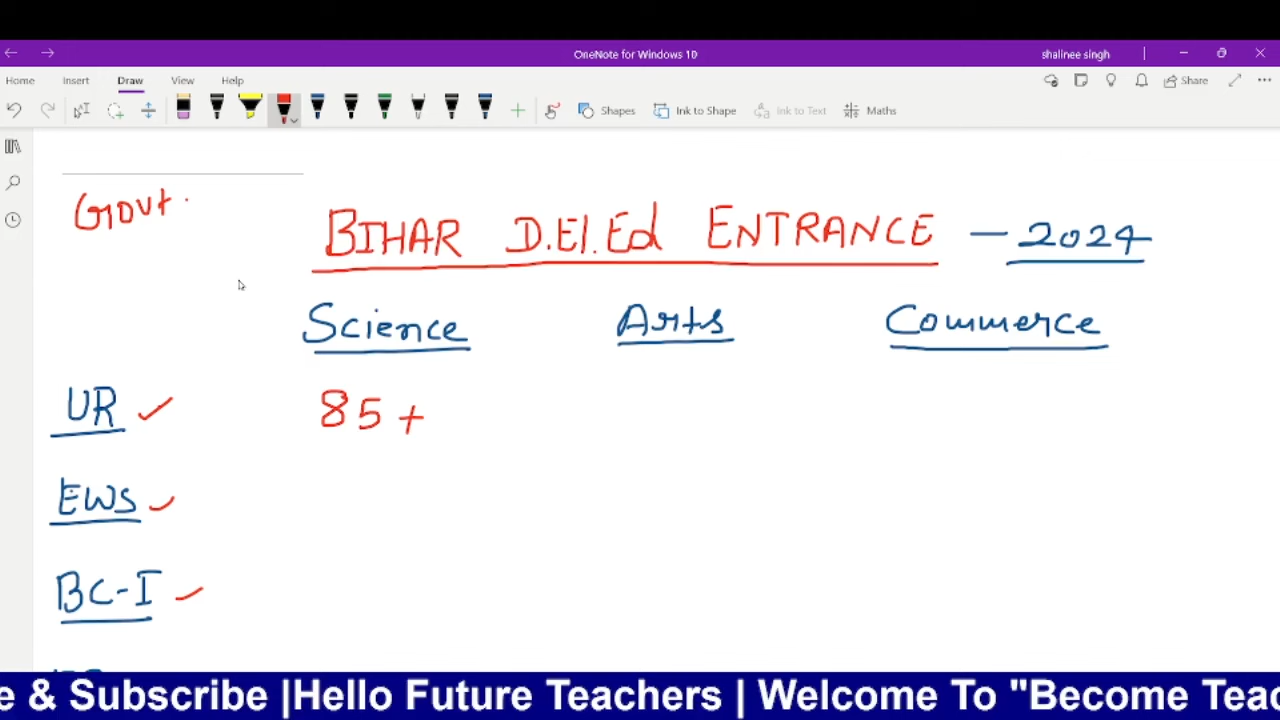 OneNote for Windows 10
shalinee singh
Home Insert Draw View Help
Share
Shapes Ink to Shape Ink to Text Maths
Govt.
BIHAR D.El.Ed ENTRANCE - 2024
Science Arts Commerce
UR 85+
EWS
BC-I
e & Subscribe |Hello Future Teachers | Welcome To "Become Teac